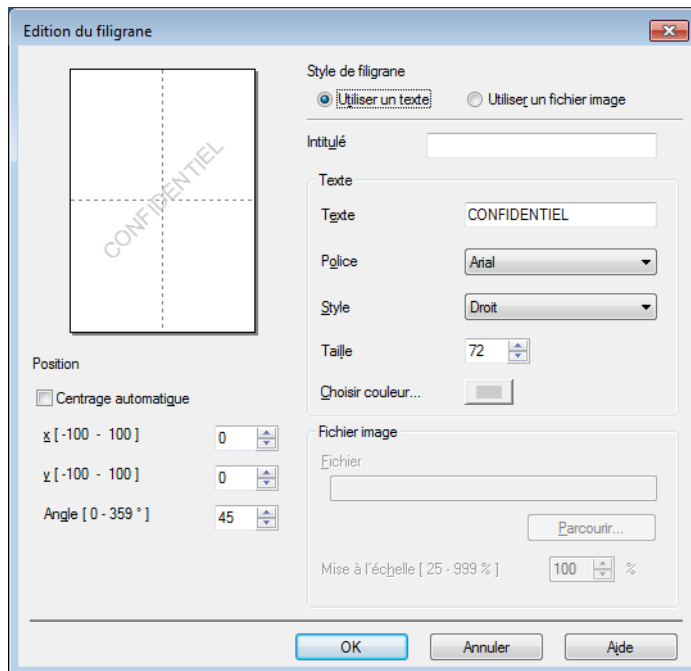 Edition du filigrane
CONFIDENTIEL
Position
Centrage automatique
x [ -100 - 100 ] 0
y [ -100 - 100 ] 0
Angle [ 0 - 359 ° ] 45
Style de filigrane
Utiliser un texte Utiliser un fichier image
Intitulé
Texte
Texte CONFIDENTIEL
Police Arial
Style Droit
Taille 72
Choisir couleur...
Fichier image
Fichier
Parcourir...
Mise à l'échelle [ 25 - 999 % ] 100 %
OK Annuler Aide